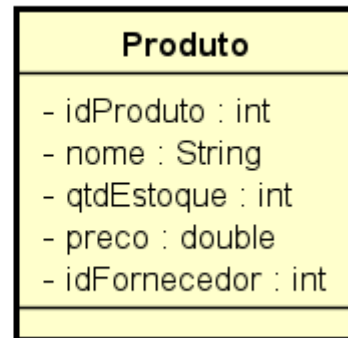 Produto
- idProduto : int
- nome : String
- qtdEstoque : int
- preco : double
- idFornecedor : int